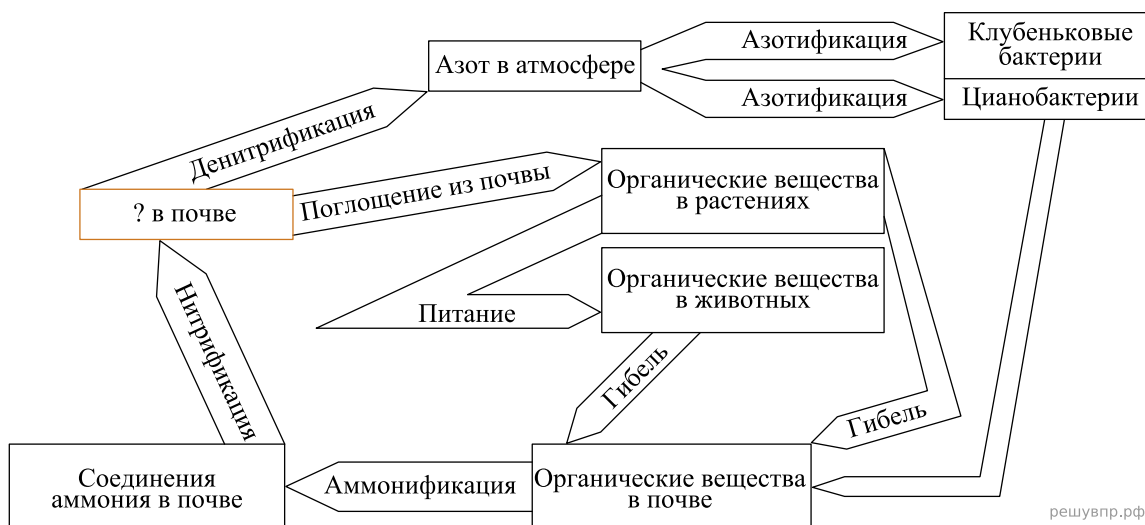 Азотификация
Клубеньковые
бактерии
Азот в атмосфере
Азотификация
Цианобактерии
Денитрификация
? в почве
Поглощение из почвы
Органические вещества
в растениях
Органические вещества
в животных
Питание
Нитрификация
Гибель
Гибель
Соединения
аммония в почве
Аммонификация
Органические вещества
в почве
решувпр.рф